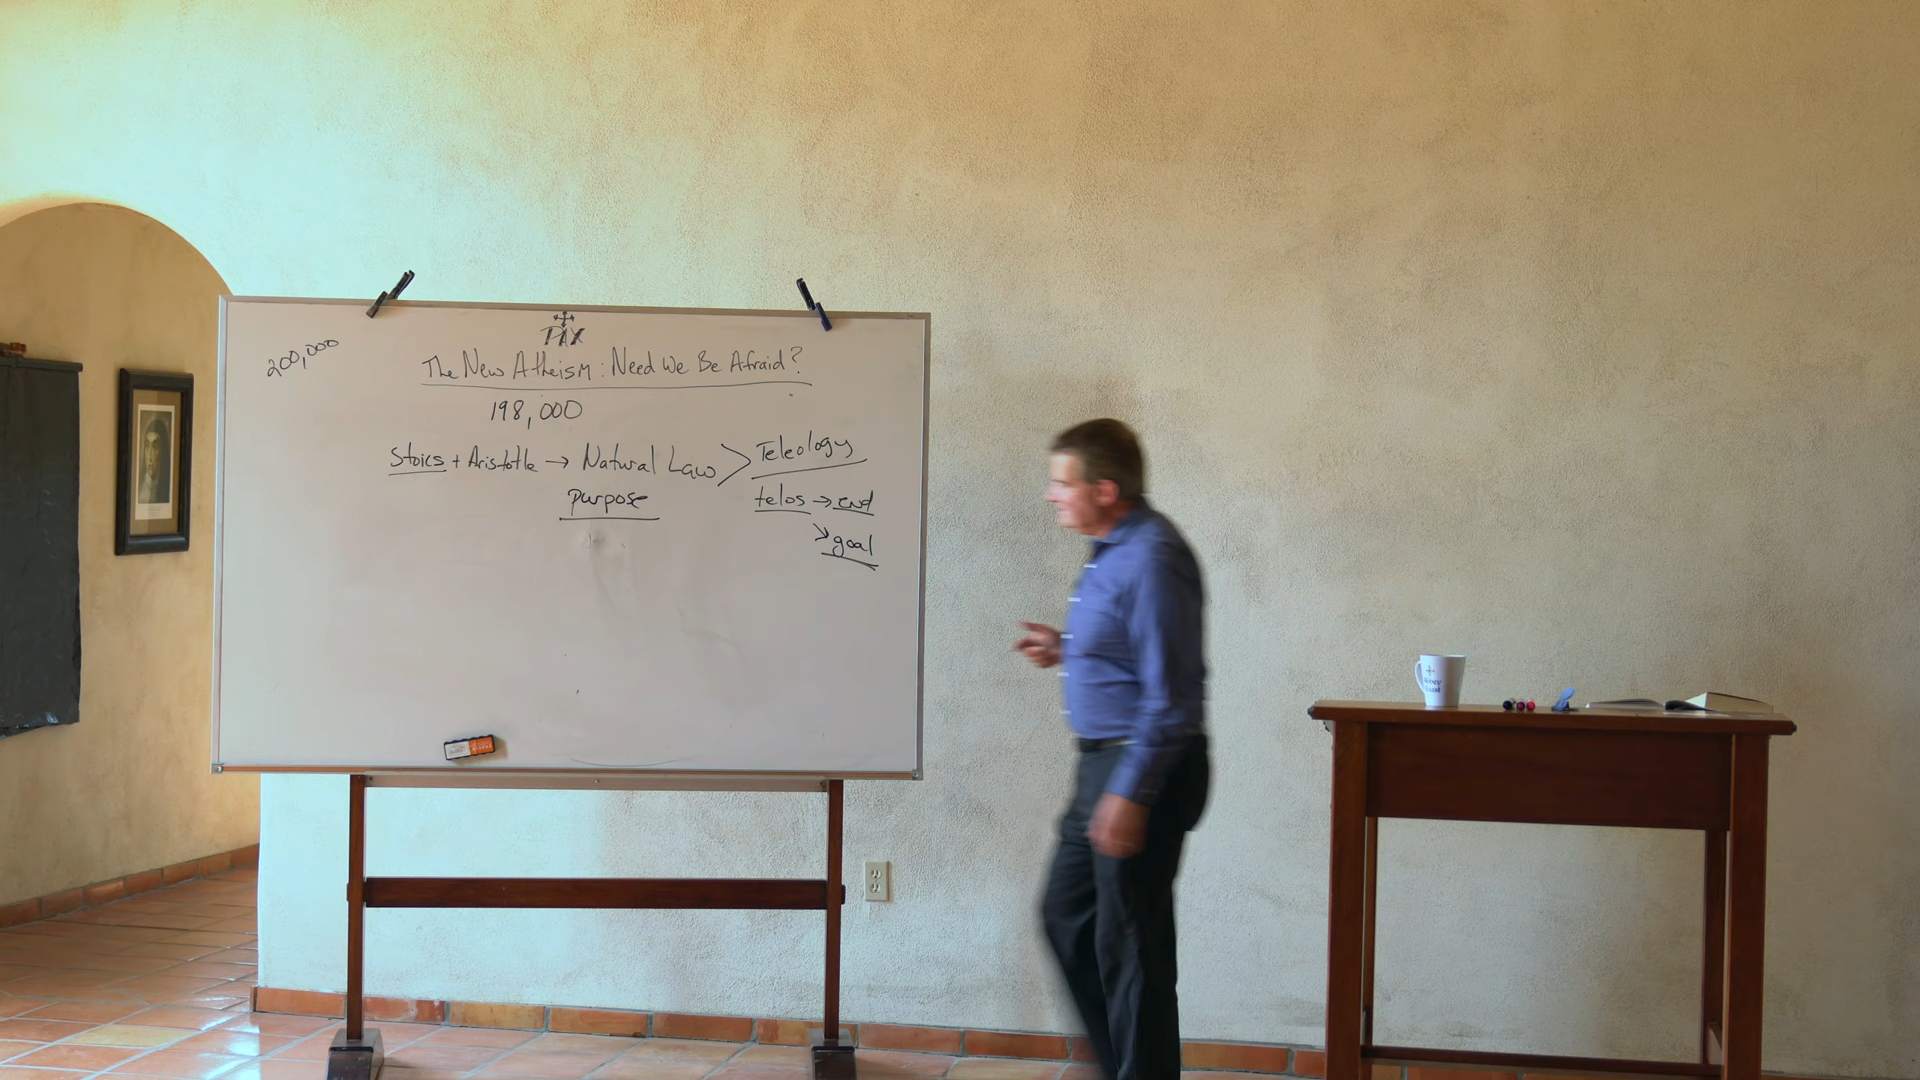 PAX
200,000
The New Atheism: Need We Be Afraid?
198,000
Stoics + Aristotle → Natural Law > Teleology
purpose
telos → end
↘ goal